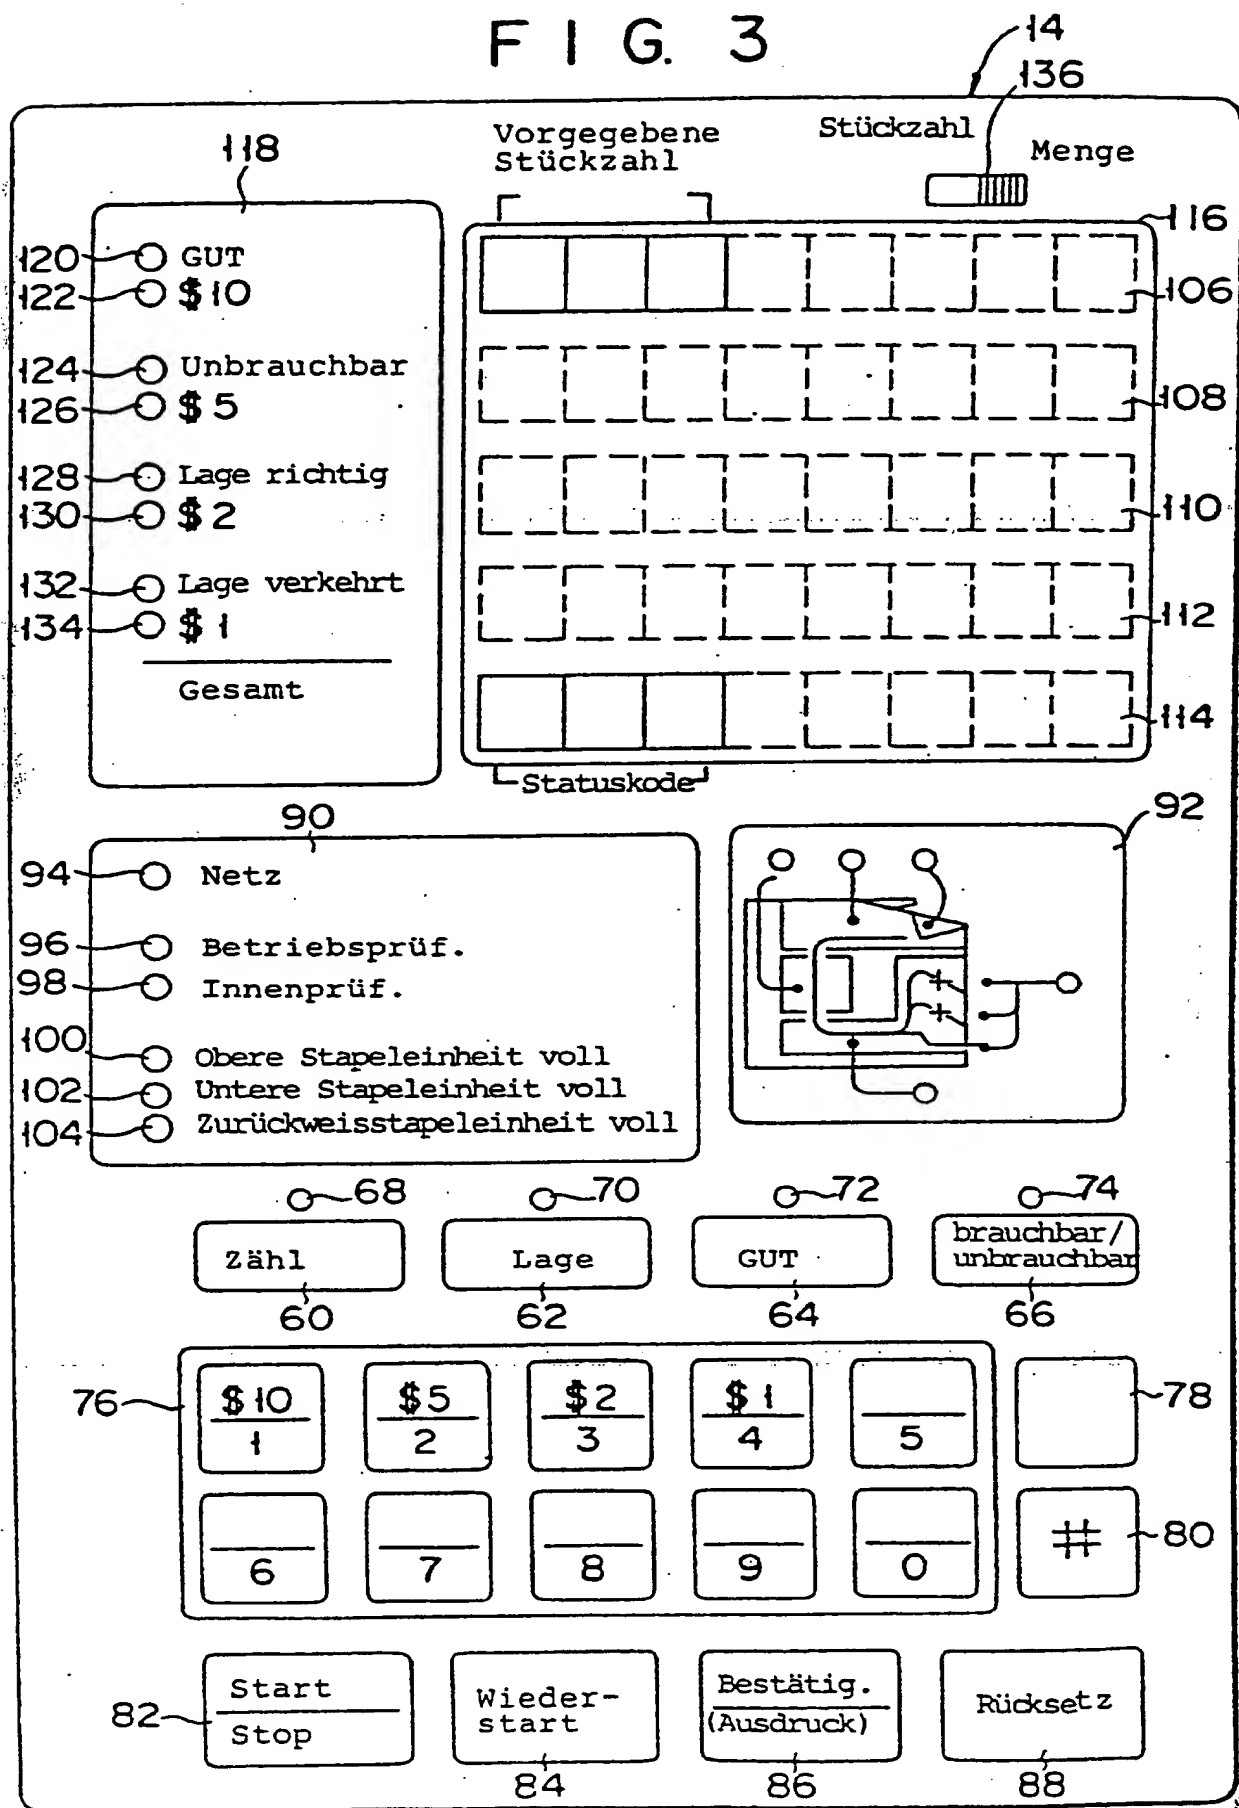 FIG. 3
14
136
Vorgegebene
Stückzahl
Stückzahl
Menge
118
116
120 GUT
122 $10
106
124 Unbrauchbar
126 $5
108
128 Lage richtig
130 $2
110
132 Lage verkehrt
134 $1
112
Gesamt
114
Statuskode
90
92
94 Netz
96 Betriebsprüf.
98 Innenprüf.
100 Obere Stapeleinheit voll
102 Untere Stapeleinheit voll
104 Zurückweisstapeleinheit voll
68 70 72 74
Zähl Lage GUT brauchbar/
unbrauchbar
60 62 64 66
76 $10 $5 $2 $1 78
1 2 3 4 5
# 80
6 7 8 9 0
82 Start
Stop
Wieder-
start
Bestätig.
(Ausdruck)
Rücksetz
84 86 88